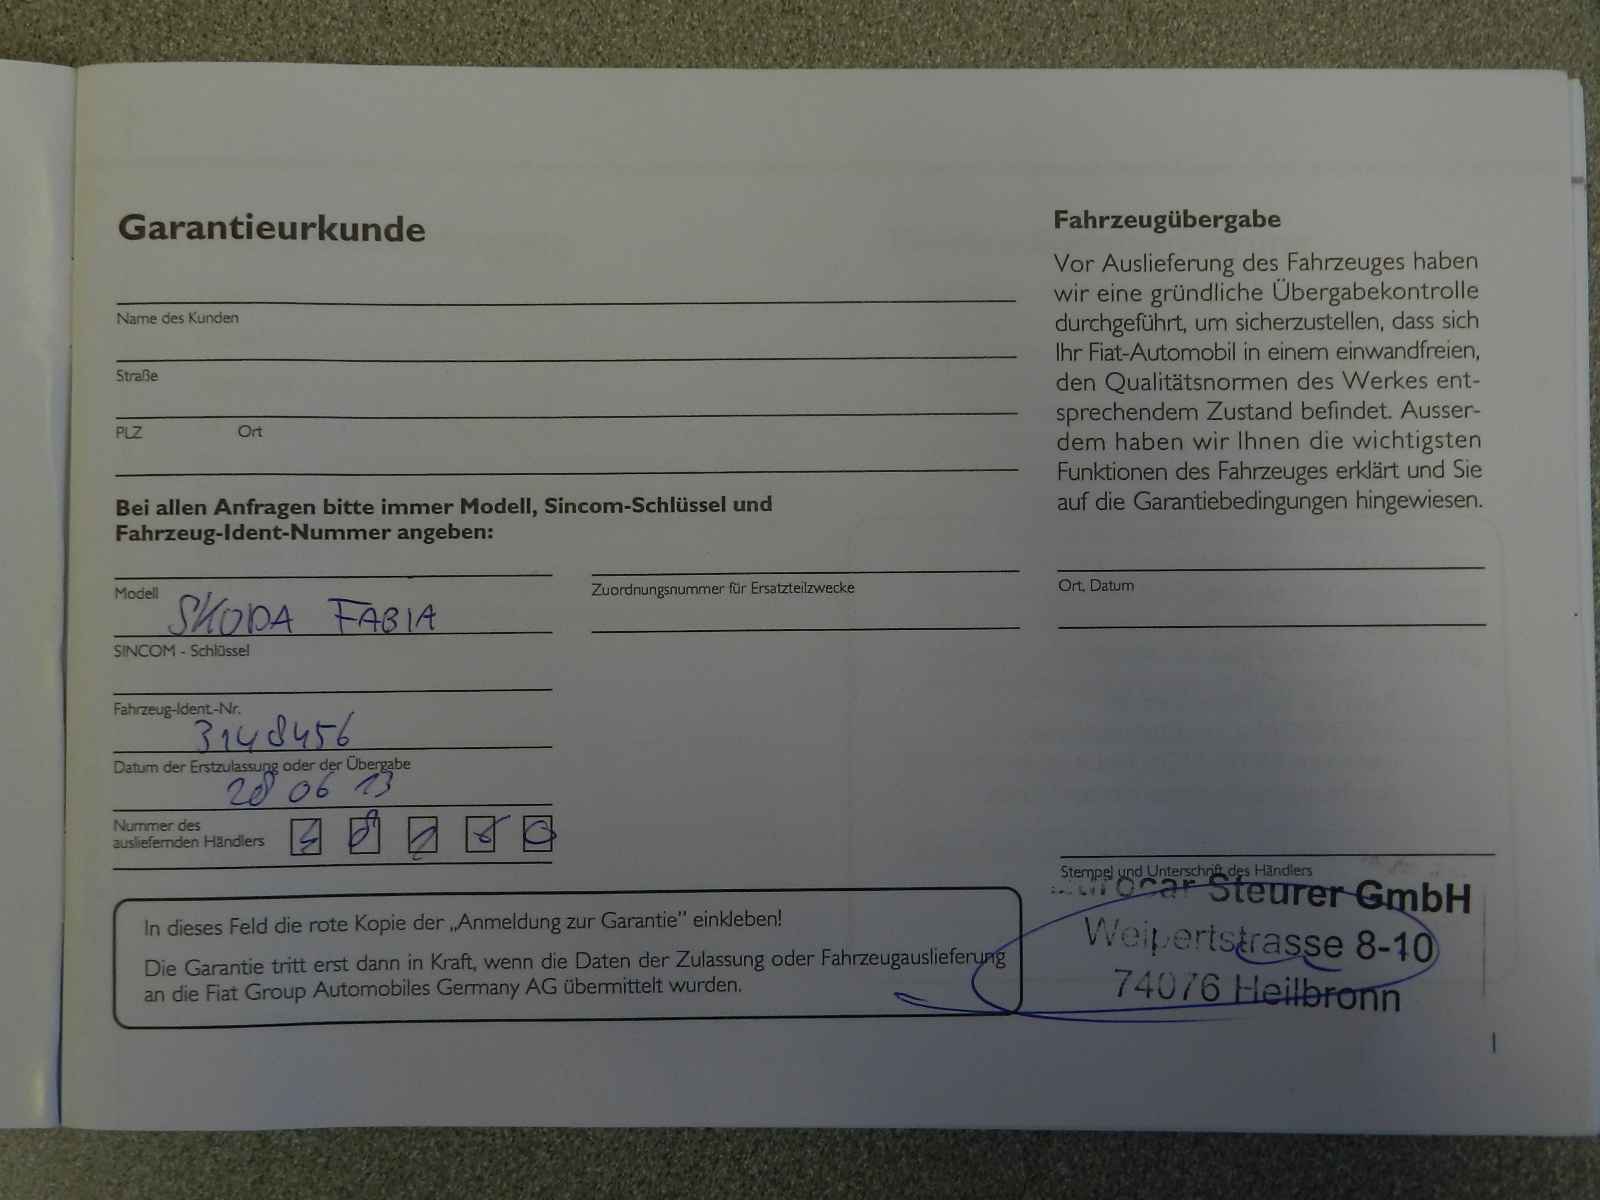 Garantieurkunde
Name des Kunden
Straße
PLZ Ort
Bei allen Anfragen bitte immer Modell, Sincom-Schlüssel und
Fahrzeug-Ident-Nummer angeben:
Modell
SKODA FABIA
Zuordnungsnummer für Ersatzteilzwecke
SINCOM - Schlüssel
Fahrzeug-Ident.-Nr.
3148456
Datum der Erstzulassung oder der Übergabe
28 06 13
Nummer des
ausliefernden Händlers
In dieses Feld die rote Kopie der „Anmeldung zur Garantie" einkleben!
Die Garantie tritt erst dann in Kraft, wenn die Daten der Zulassung oder Fahrzeugauslieferung
an die Fiat Group Automobiles Germany AG übermittelt wurden.
Fahrzeugübergabe
Vor Auslieferung des Fahrzeuges haben
wir eine gründliche Übergabekontrolle
durchgeführt, um sicherzustellen, dass sich
Ihr Fiat-Automobil in einem einwandfreien,
den Qualitätsnormen des Werkes ent-
sprechendem Zustand befindet. Ausser-
dem haben wir Ihnen die wichtigsten
Funktionen des Fahrzeuges erklärt und Sie
auf die Garantiebedingungen hingewiesen.
Ort, Datum
Stempel und Unterschrift des Händlers
Steurer GmbH
Weipertstrasse 8-10
74076 Heilbronn
1